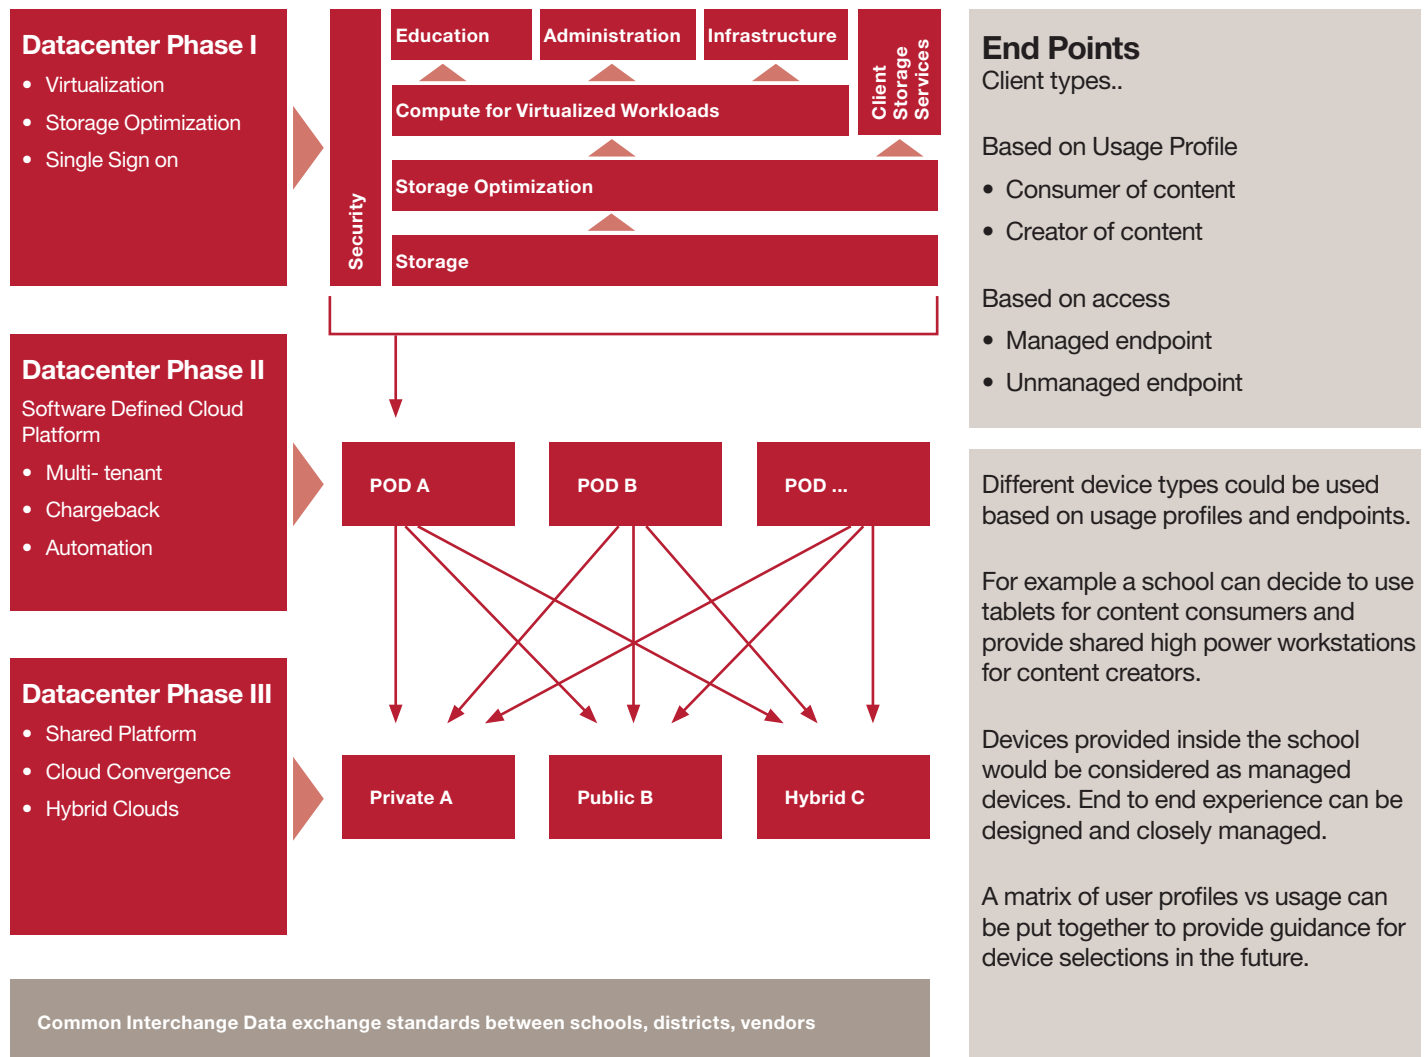 Datacenter Phase I
• Virtualization
• Storage Optimization
• Single Sign on
Security
Education
Administration
Infrastructure
Client
Storage
Services
Compute for Virtualized Workloads
Storage Optimization
Storage
Datacenter Phase II
Software Defined Cloud
Platform
• Multi- tenant
• Chargeback
• Automation
POD A
POD B
POD ...
Datacenter Phase III
• Shared Platform
• Cloud Convergence
• Hybrid Clouds
Private A
Public B
Hybrid C
Common Interchange Data exchange standards between schools, districts, vendors
End Points
Client types..
Based on Usage Profile
• Consumer of content
• Creator of content
Based on access
• Managed endpoint
• Unmanaged endpoint
Different device types could be used
based on usage profiles and endpoints.
For example a school can decide to use
tablets for content consumers and
provide shared high power workstations
for content creators.
Devices provided inside the school
would be considered as managed
devices. End to end experience can be
designed and closely managed.
A matrix of user profiles vs usage can
be put together to provide guidance for
device selections in the future.